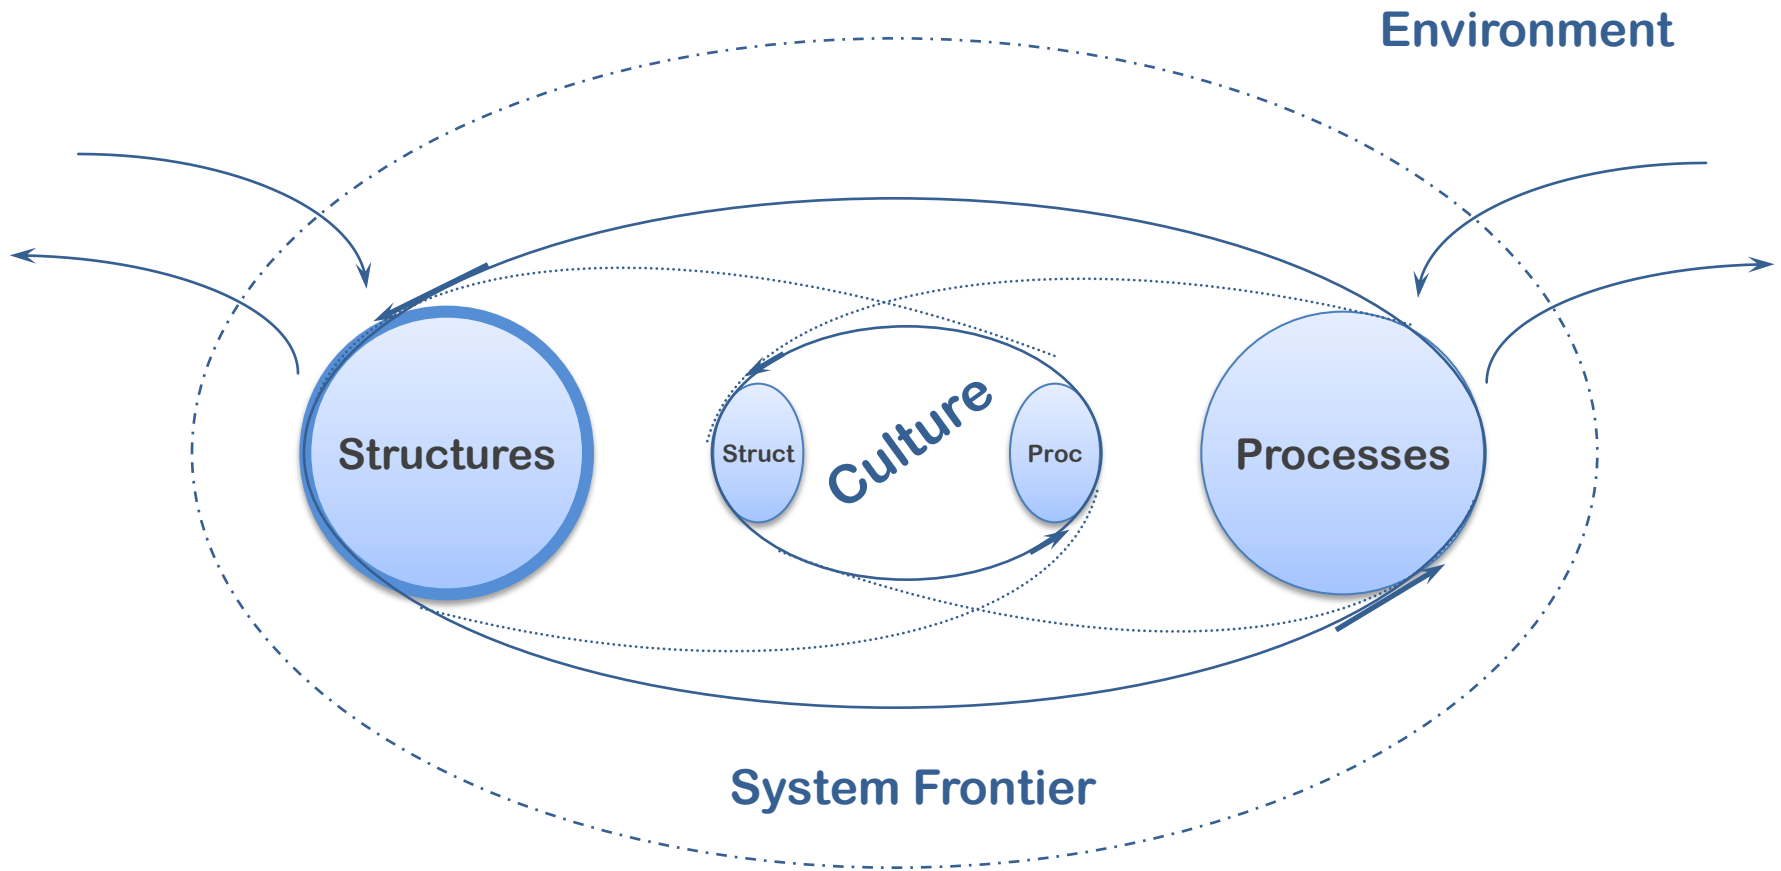 Environment
Structures
Struct
Culture
Proc
Processes
System Frontier